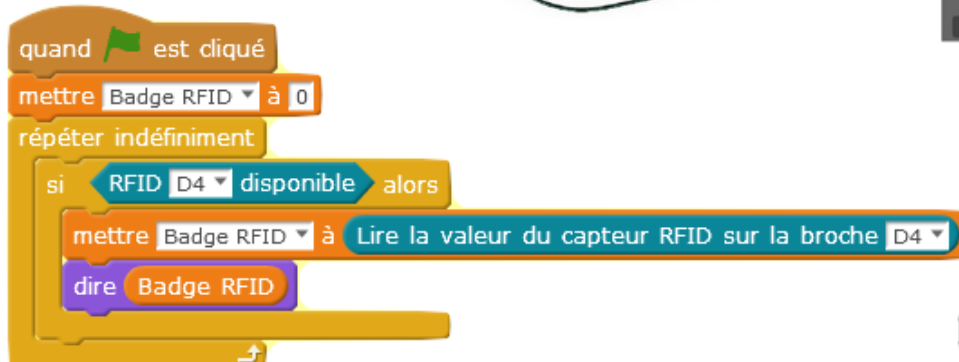 quand est cliqué
mettre Badge RFID à 0
répéter indéfiniment
si RFID D4 disponible alors
mettre Badge RFID à Lire la valeur du capteur RFID sur la broche D4
dire Badge RFID